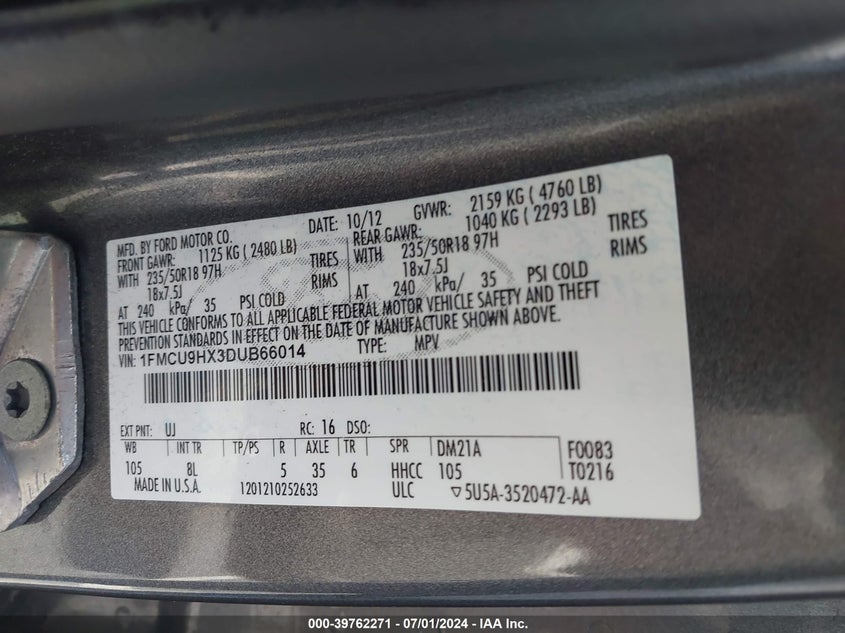 MFD. BY FORD MOTOR CO. DATE: 10/12 GVWR: 2159 KG ( 4760 LB)
FRONT GAWR: 1125 KG ( 2480 LB) REAR GAWR: 1040 KG ( 2293 LB)
WITH 235/50R18 97H TIRES WITH 235/50R18 97H TIRES
18x7.5J RIMS 18x7.5J RIMS
AT 240 kPa/ 35 PSI COLD AT 240 kPa/ 35 PSI COLD
THIS VEHICLE CONFORMS TO ALL APPLICABLE FEDERAL MOTOR VEHICLE SAFETY AND THEFT
PREVENTION STANDARDS IN EFFECT ON THE DATE OF MANUFACTURE SHOWN ABOVE.
VIN: 1FMCU9HX3DUB66014 TYPE: MPV
EXT PNT: UJ RC: 16 DSO:
WB INT TR TP/PS R AXLE TR SPR DM21A F0083
105 8L 5 35 6 HHCC 105 T0216
MADE IN U.S.A. 1201210252633 ULC ▽5U5A-3520472-AA
000-39762271 - 07/01/2024 - IAA Inc.